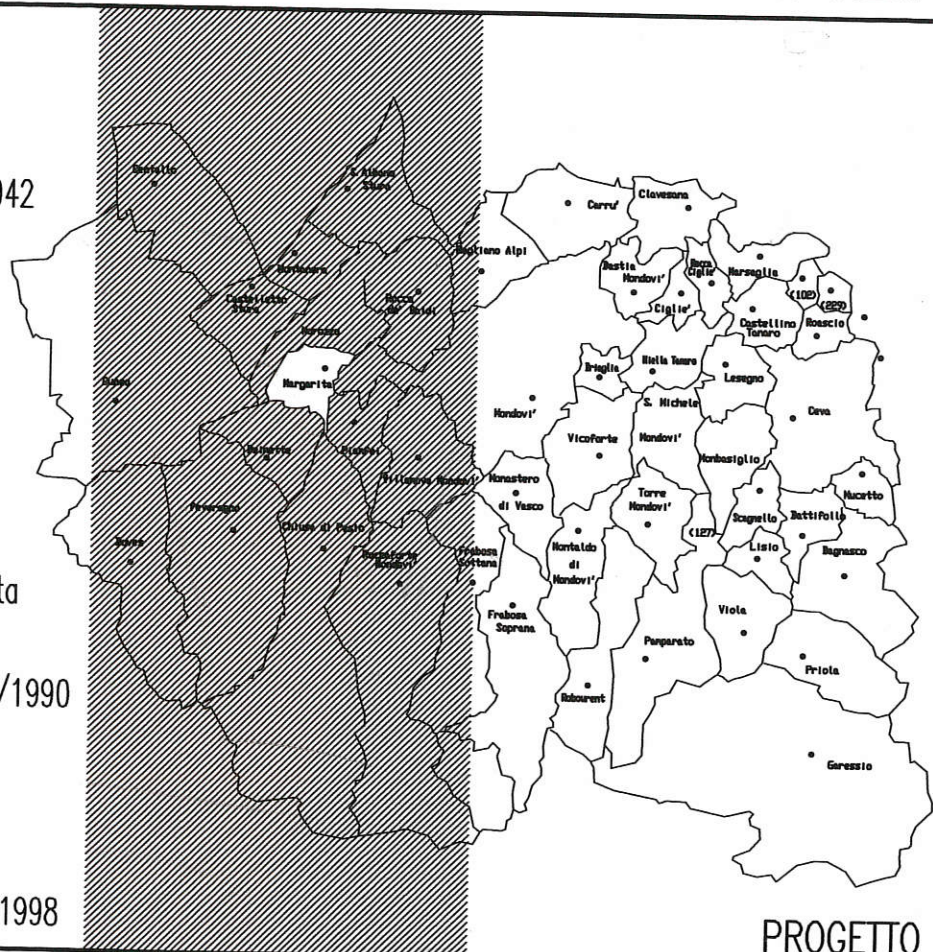 042
ta
/1990
1998
Centallo
S. Albano
Stura
Carru'
Clavesana
Magliano Alpi
Montanera
Castelletto
Stura
Rocca
de' Baldi
Morozzo
Margarita
Bastia
Mondovi'
Rocca
Ciglie'
Ciglie'
Marsaglia
(102)
(229)
Castellino
Tanaro
Roascio
Cuneo
Briaglia
Niella Tanaro
Lesegno
Mondovi'
S. Michele
Mondovi'
Ceva
Vicoforte
Monbasiglio
Beinette
Pianfei
Villanova Mondovi'
Monastero
di Vasco
Torre
Mondovi'
(127)
Scagnello
Battifollo
Nucetto
Peveragno
Chiusa di Pesio
Boves
Roccaforte
Mondovi'
Frabosa
Sottana
Montaldo
di
Mondovi'
Lisio
Bagnasco
Frabosa
Soprana
Viola
Pamparato
Priola
Roburent
Garessio
PROGETTO